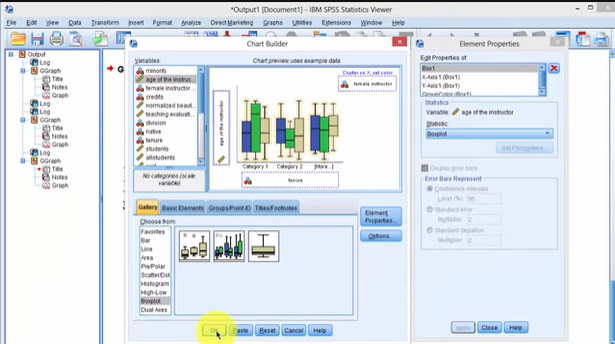 *Output1 [Document1] - IBM SPSS Statistics Viewer
File Edit View Data Transform Insert Format Analyze Direct Marketing Graphs Utilities Extensions Window Help
Output
Log
GGraph
Title
Notes
Graph
Log
GGraph
Title
Notes
Graph
Log
Log
GGraph
Title
Notes
Graph
G
Chart Builder
Variables:
minority
age of the instruc...
female instructor
credits
normalized beaut...
teaching evaluati...
division
native
tenure
students
allstudents
No categories (scale
variable)
Chart preview uses example data
Cluster on X: set color
female instructor
age of the instructor
Category 1 Category 2 [More...]
tenure
Gallery Basic Elements Groups/Point ID Titles/Footnotes
Choose from:
Favorites
Bar
Line
Area
Pie/Polar
Scatter/Dot
Histogram
High-Low
Boxplot
Dual Axes
Element
Properties...
Options...
OK Paste Reset Cancel Help
Element Properties
Edit Properties of:
Box1
X-Axis1 (Box1)
Y-Axis1 (Box1)
GroupColor (Box1)
Statistics
Variable: age of the instructor
Statistic:
Boxplot
Set Parameters...
Display error bars
Error Bars Represent
Confidence intervals
Level (%): 95
Standard error
Multiplier: 2
Standard deviation
Multiplier: 2
Apply Close Help